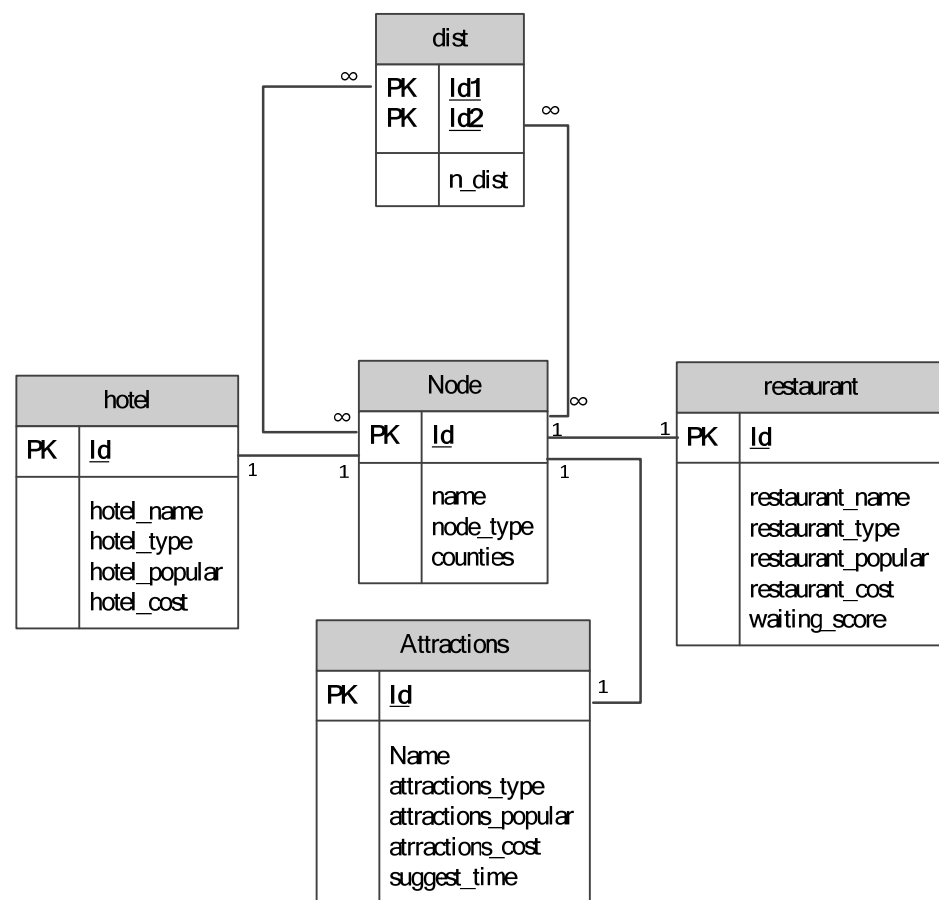 dist
PK Id1
PK Id2
n_dist
∞
∞
∞
∞
hotel
PK Id
hotel_name
hotel_type
hotel_popular
hotel_cost
1
1
Node
PK Id
name
node_type
counties
1
1
1
1
restaurant
PK Id
restaurant_name
restaurant_type
restaurant_popular
restaurant_cost
waiting_score
Attractions
PK Id
Name
attractions_type
attractions_popular
atrractions_cost
suggest_time